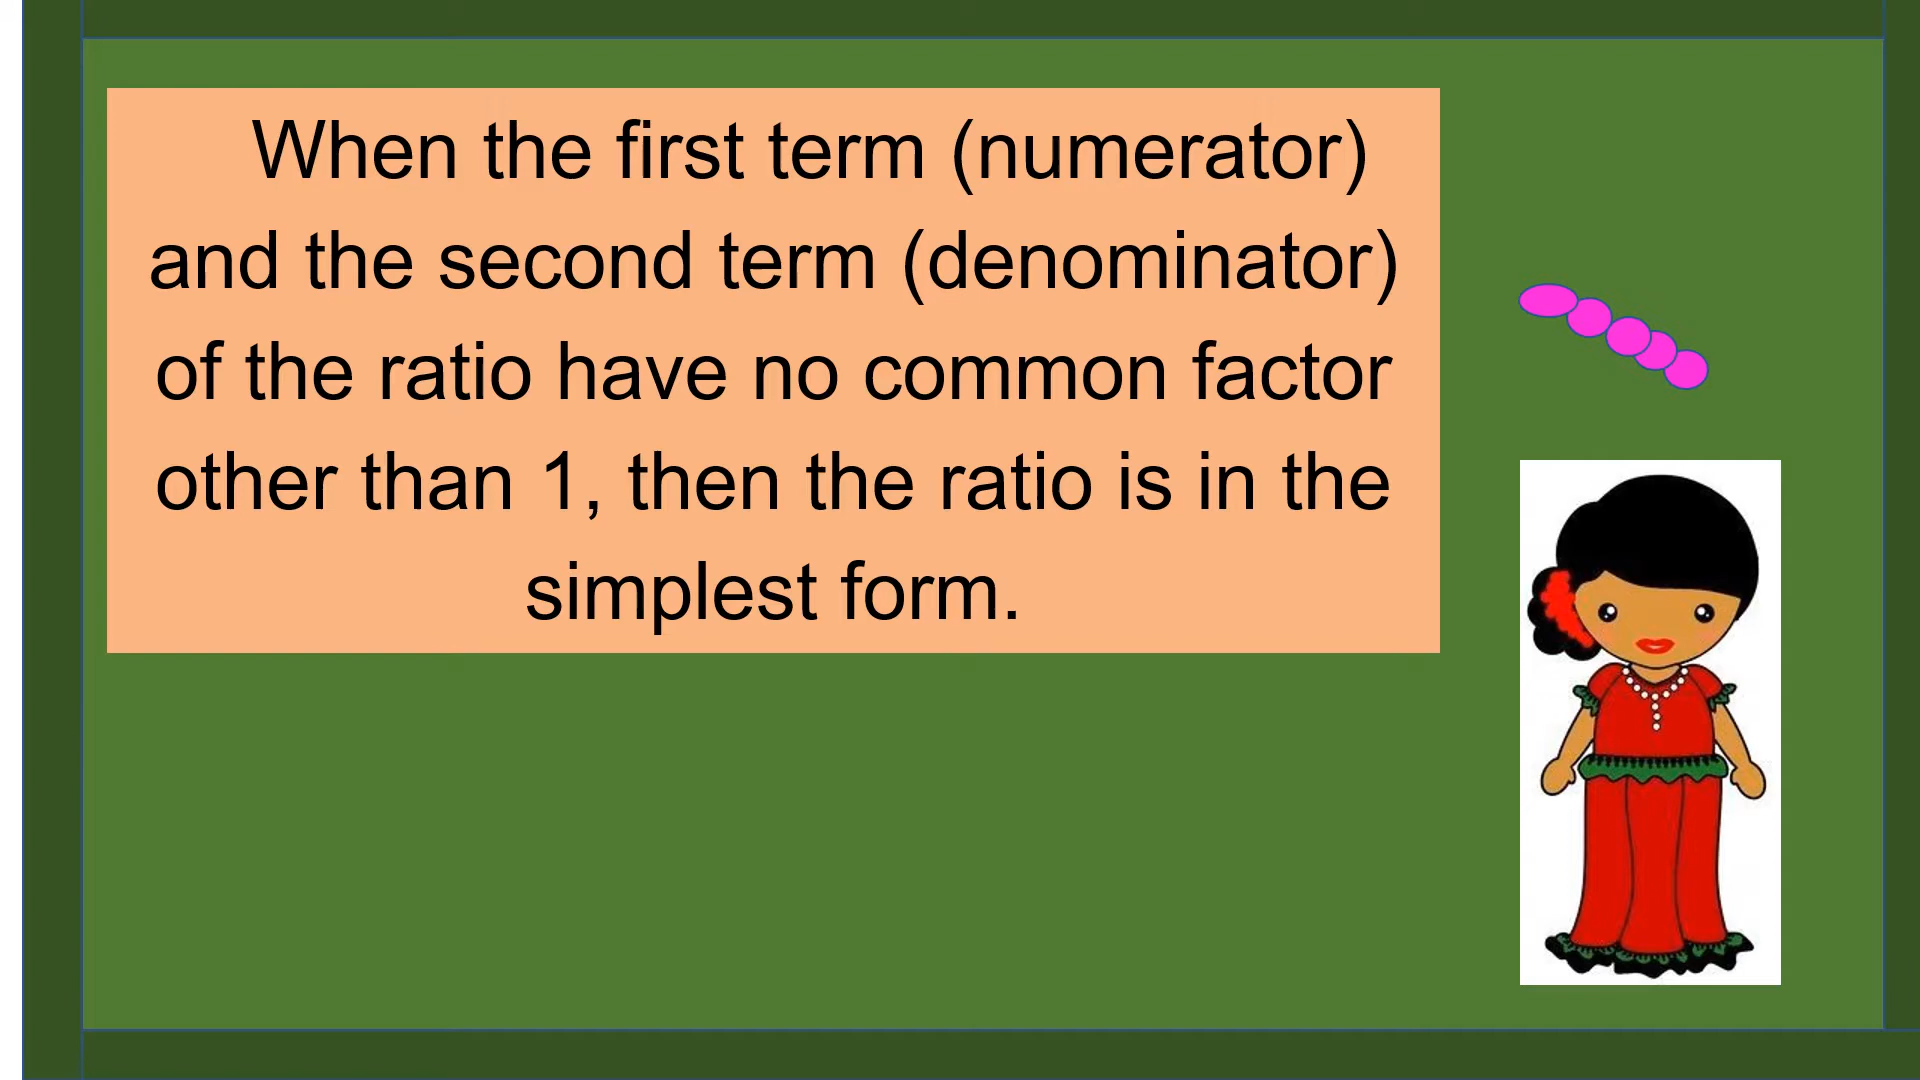 When the first term (numerator)
and the second term (denominator)
of the ratio have no common factor
other than 1, then the ratio is in the
simplest form.